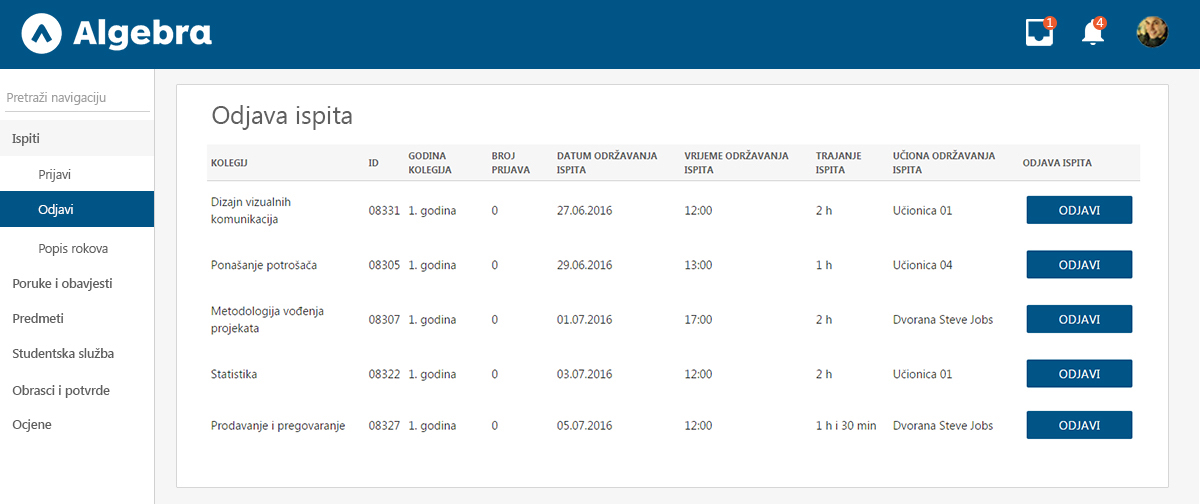 Algebra
1
4
Pretraži navigaciju
Ispiti
Prijavi
Odjavi
Popis rokova
Poruke i obavjesti
Predmeti
Studentska služba
Obrasci i potvrde
Ocjene
Odjava ispita
KOLEGIJ ID GODINA KOLEGIJA BROJ PRIJAVA DATUM ODRŽAVANJA ISPITA VRIJEME ODRŽAVANJA ISPITA TRAJANJE ISPITA UČIONA ODRŽAVANJA ISPITA ODJAVA ISPITA
Dizajn vizualnih
komunikacija 08331 1. godina 0 27.06.2016 12:00 2 h Učionica 01 ODJAVI
Ponašanje potrošača 08305 1. godina 0 29.06.2016 13:00 1 h Učionica 04 ODJAVI
Metodologija vođenja
projekata 08307 1. godina 0 01.07.2016 17:00 2 h Dvorana Steve Jobs ODJAVI
Statistika 08322 1. godina 0 03.07.2016 12:00 2 h Učionica 01 ODJAVI
Prodavanje i pregovaranje 08327 1. godina 0 05.07.2016 12:00 1 h i 30 min Dvorana Steve Jobs ODJAVI